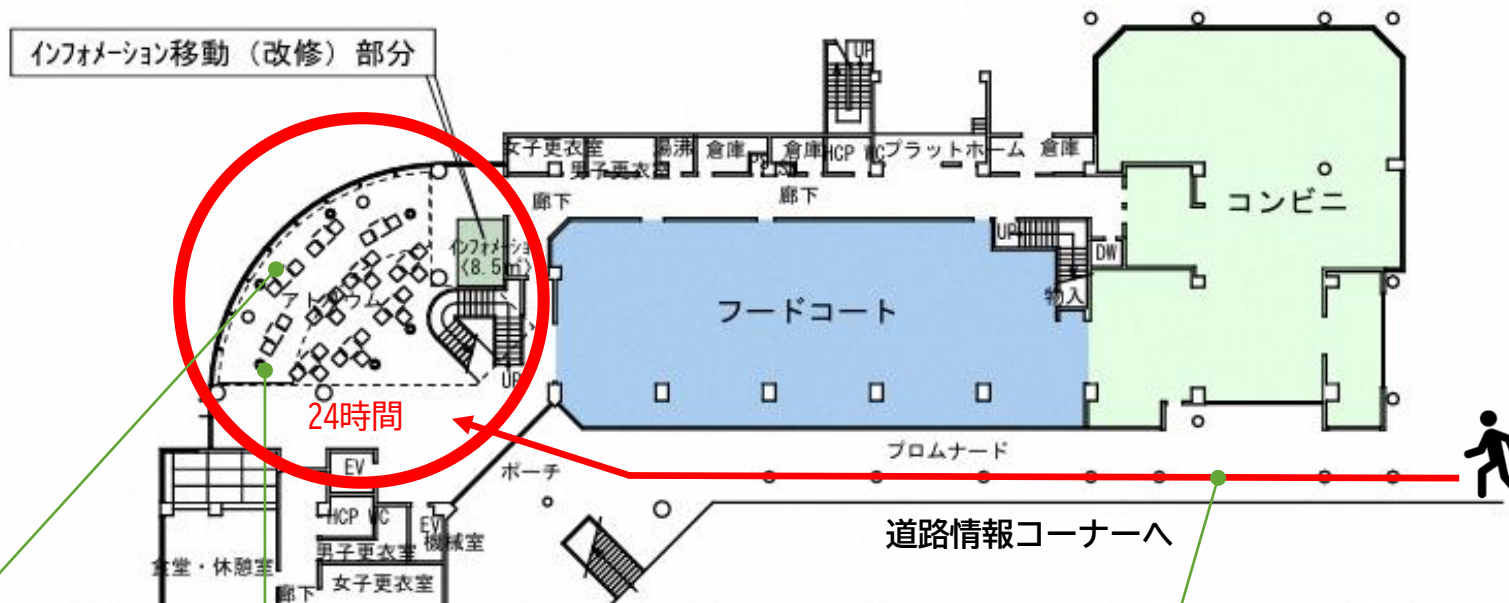 インフォメーション移動（改修）部分
UP
女子更衣室
男子更衣室
湯沸
倉庫
倉庫
HCP WC
プラットホーム
倉庫
廊下
廊下
コンビニ
インフォメーション
(8.5㎡)
UP
DW
物入
アトリウム
フードコート
UP
24時間
プロムナード
ポーチ
EV
道路情報コーナーへ
HCP WC
EV
機械室
男子更衣室
食堂・休憩室
女子更衣室
廊下